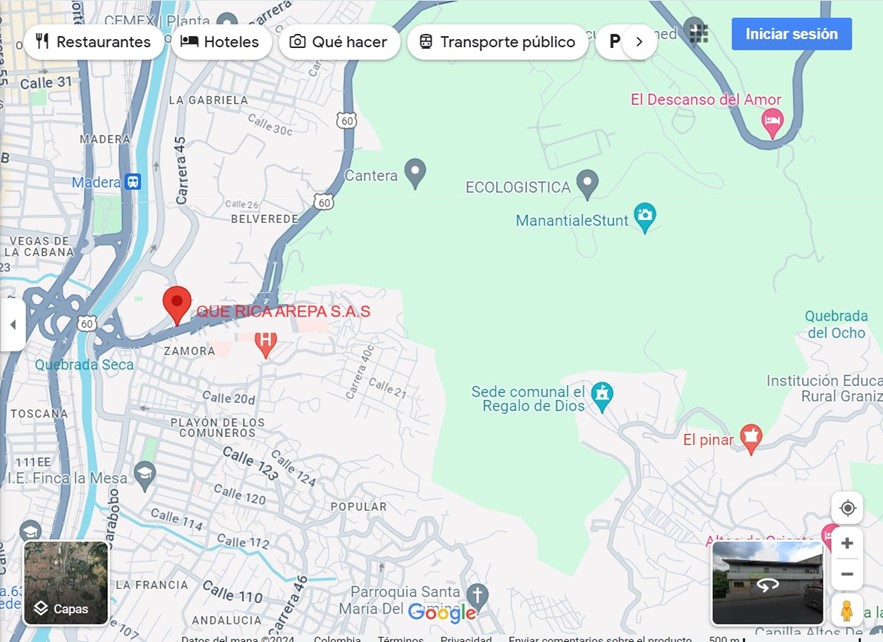 CEMEX | Planta
Carrera
Restaurantes
Hoteles
Qué hacer
Transporte público
P
Iniciar sesión
Calle 31
LA GABRIELA
Calle 30c
El Descanso del Amor
60
MADERA
Carrera 45
Madera
Cantera
ECOLOGISTICA
Calle 26
60
BELVEREDE
ManantialeStunt
VEGAS DE
LA CABANA
23
QUE RICA AREPA S.A.S
60
Quebrada
del Ocho
ZAMORA
H
Quebrada Seca
Carrera 40c
Calle 21
Institución Educa
Rural Graniz
Calle 20d
Sede comunal el
Regalo de Dios
TOSCANA
PLAYÓN DE LOS
COMUNEROS
El pinar
Calle 123
Calle 124
111EE
I.E. Finca la Mesa
Calle 120
Carabobo
POPULAR
Calle 114
Calle 112
Altos de Oriente
LA FRANCIA
Calle 110
Carrera 46
Parroquia Santa
María Del Camino
Capas
Google
ANDALUCIA
Capilla Altos De
Datos del mapa ©2024
Colombia
Términos
Privacidad
Enviar comentarios sobre el producto
500 m